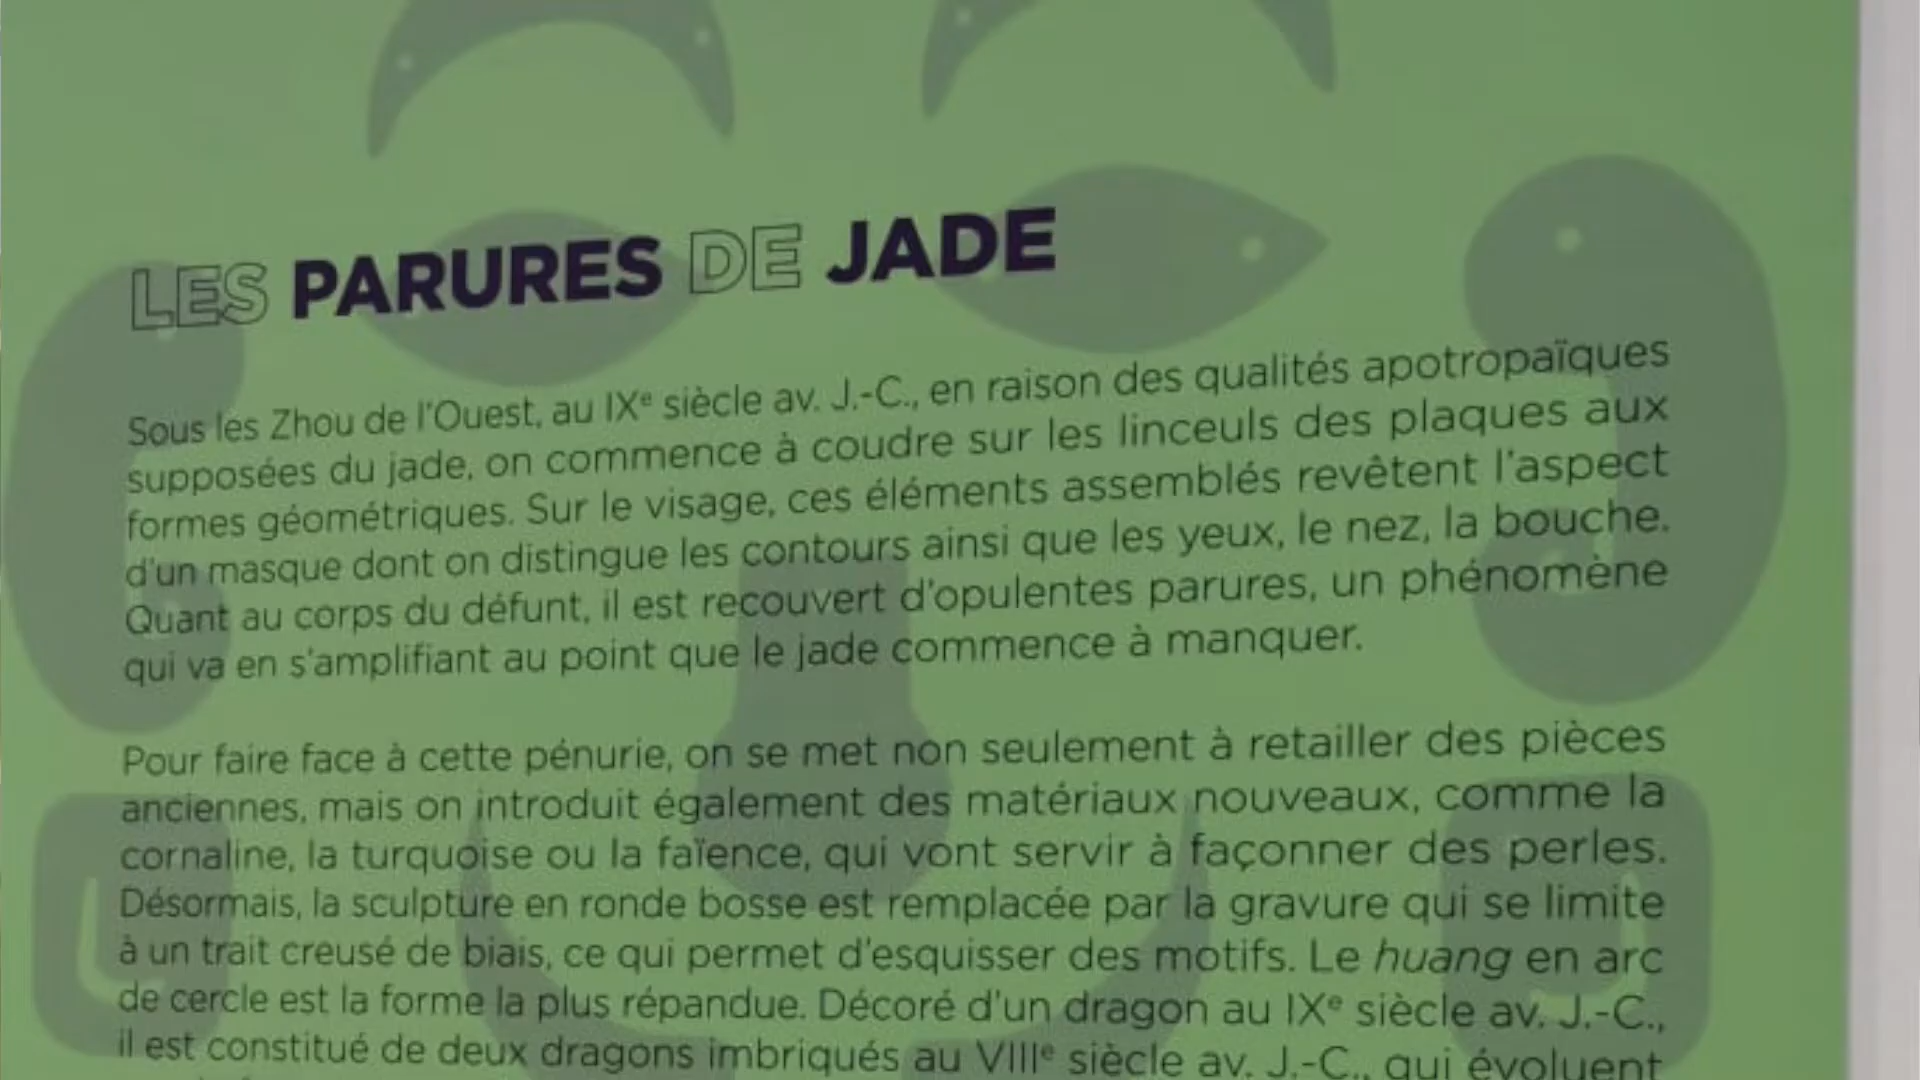 LES PARURES DE JADE
Sous les Zhou de l'Ouest, au IXe siècle av. J.-C., en raison des qualités apotropaïques
supposées du jade, on commence à coudre sur les linceuls des plaques aux
formes géométriques. Sur le visage, ces éléments assemblés revêtent l'aspect
d'un masque dont on distingue les contours ainsi que les yeux, le nez, la bouche.
Quant au corps du défunt, il est recouvert d'opulentes parures, un phénomène
qui va en s'amplifiant au point que le jade commence à manquer.
Pour faire face à cette pénurie, on se met non seulement à retailler des pièces
anciennes, mais on introduit également des matériaux nouveaux, comme la
cornaline, la turquoise ou la faïence, qui vont servir à façonner des perles.
Désormais, la sculpture en ronde bosse est remplacée par la gravure qui se limite
à un trait creusé de biais, ce qui permet d'esquisser des motifs. Le huang en arc
de cercle est la forme la plus répandue. Décoré d'un dragon au IXe siècle av. J.-C.,
il est constitué de deux dragons imbriqués au VIIIe siècle av. J.-C., qui évoluent